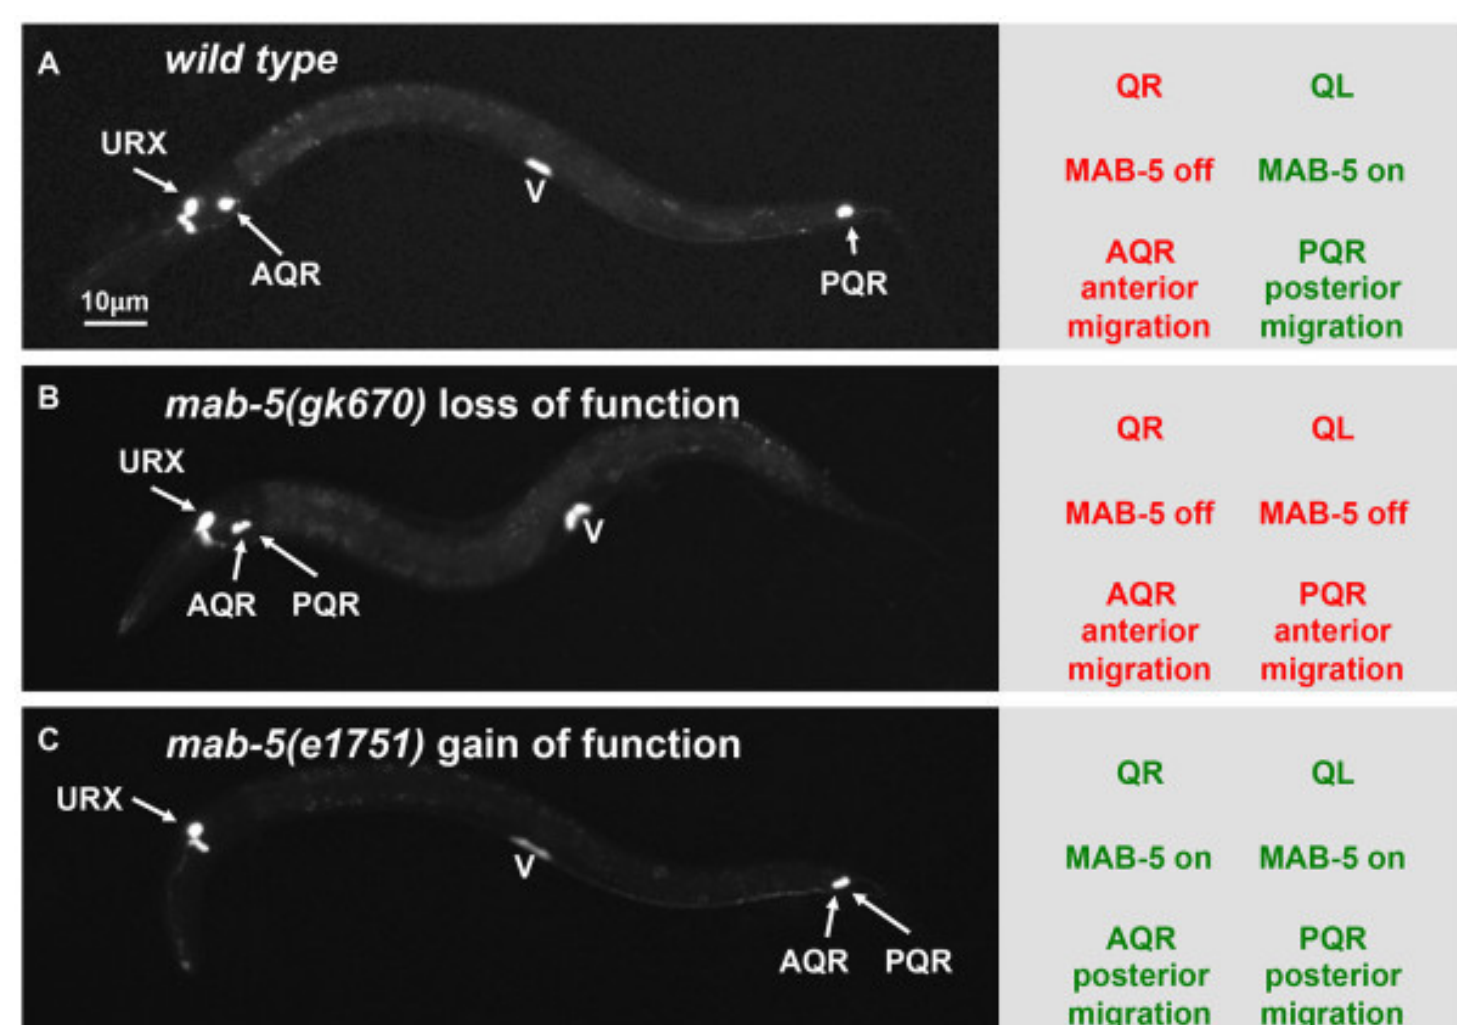 A
wild type
URX
AQR
V
PQR
10µm
QR QL
MAB-5 off MAB-5 on
AQR PQR
anterior posterior
migration migration
B
mab-5(gk670) loss of function
URX
AQR PQR
V
QR QL
MAB-5 off MAB-5 off
AQR PQR
anterior anterior
migration migration
C
mab-5(e1751) gain of function
URX
V
AQR PQR
QR QL
MAB-5 on MAB-5 on
AQR PQR
posterior posterior
migration migration